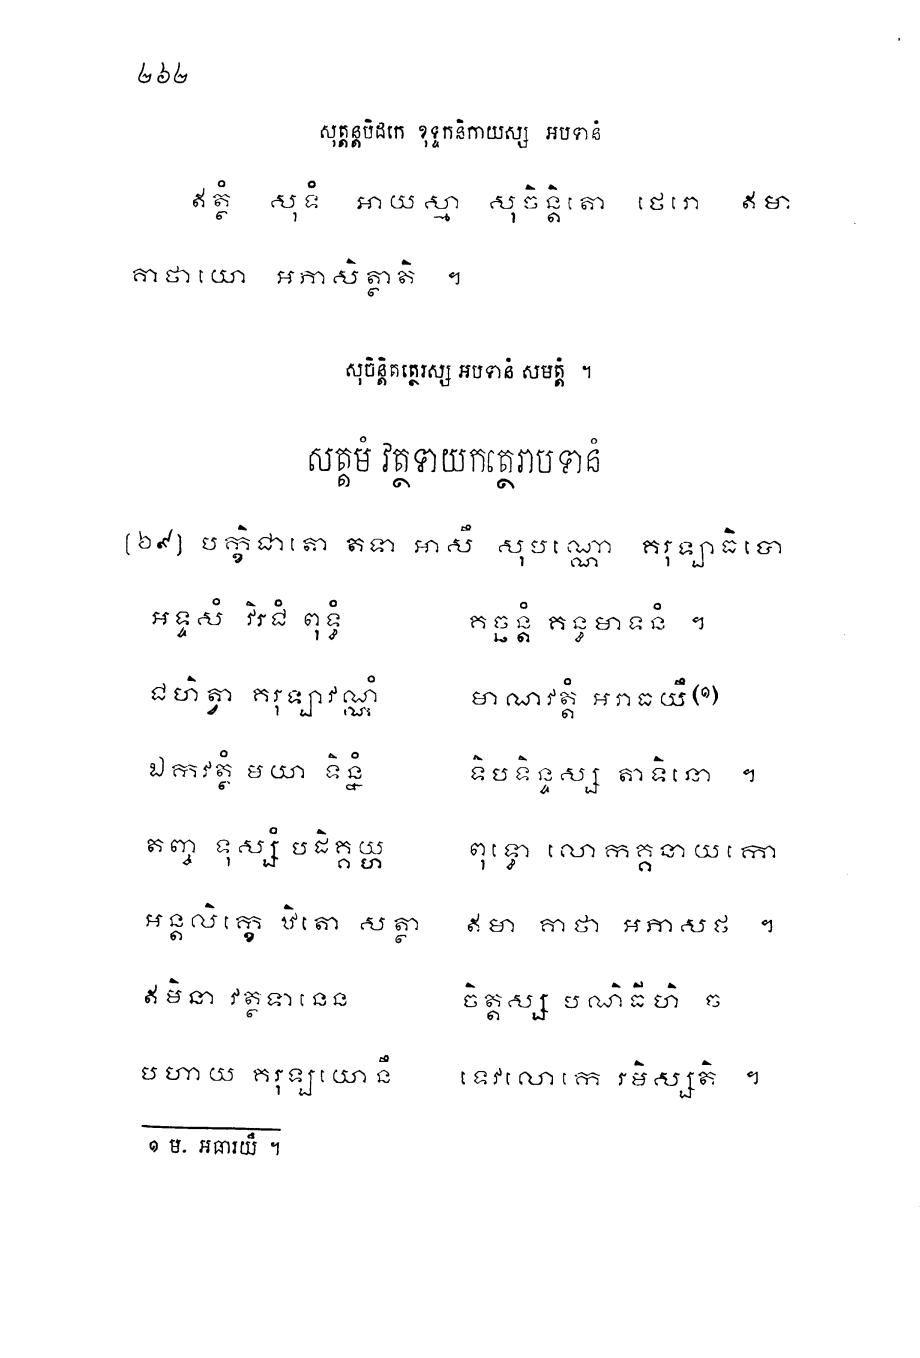 ២៦២
សុត្តន្តបិដកេ ខុទ្ទកនិកាយស្ស អបទានំ
ឥត្ថំ សុទំ អាយស្មា សុចិន្តិតោ ថេរោ ឥមា
គាថាយោ អភាសិត្ថាតិ ។
សុចិន្តិតត្ថេរស្ស អបទានំ សមត្តំ ។
សត្តមំ វត្ថទាយកត្ថេរាបទានំ
[៦៩] បក្ខិជាតោ តទា អាសឹ សុបណ្ណោ គរុឡ្បាធិបោ
អទ្ទសំ វិរជំ ពុទ្ធំ គច្ឆន្តំ គន្ធមាទនំ ។
ជហិត្វា គរុឡ្បាវណ្ណំ មាណវត្តំ អរាធយឹ(១)
ឯកវត្ថំ មយា ទិន្នំ ទិបទិន្ទស្ស តាទិនោ ។
តញ្ច ទុស្សំ បដិគ្គយ្ហ ពុទ្ធោ លោកគ្គនាយកោ
អន្តលិក្ខេ ឋិតោ សត្ថា ឥមា គាថា អភាសថ ។
ឥមិនា វត្ថទានេន ចិត្តស្ស បណិធីហិ ច
បហាយ គរុឡ្បយោនឹ ទេវលោកេ រមិស្សតិ ។
១ ម. អធារយឹ ។